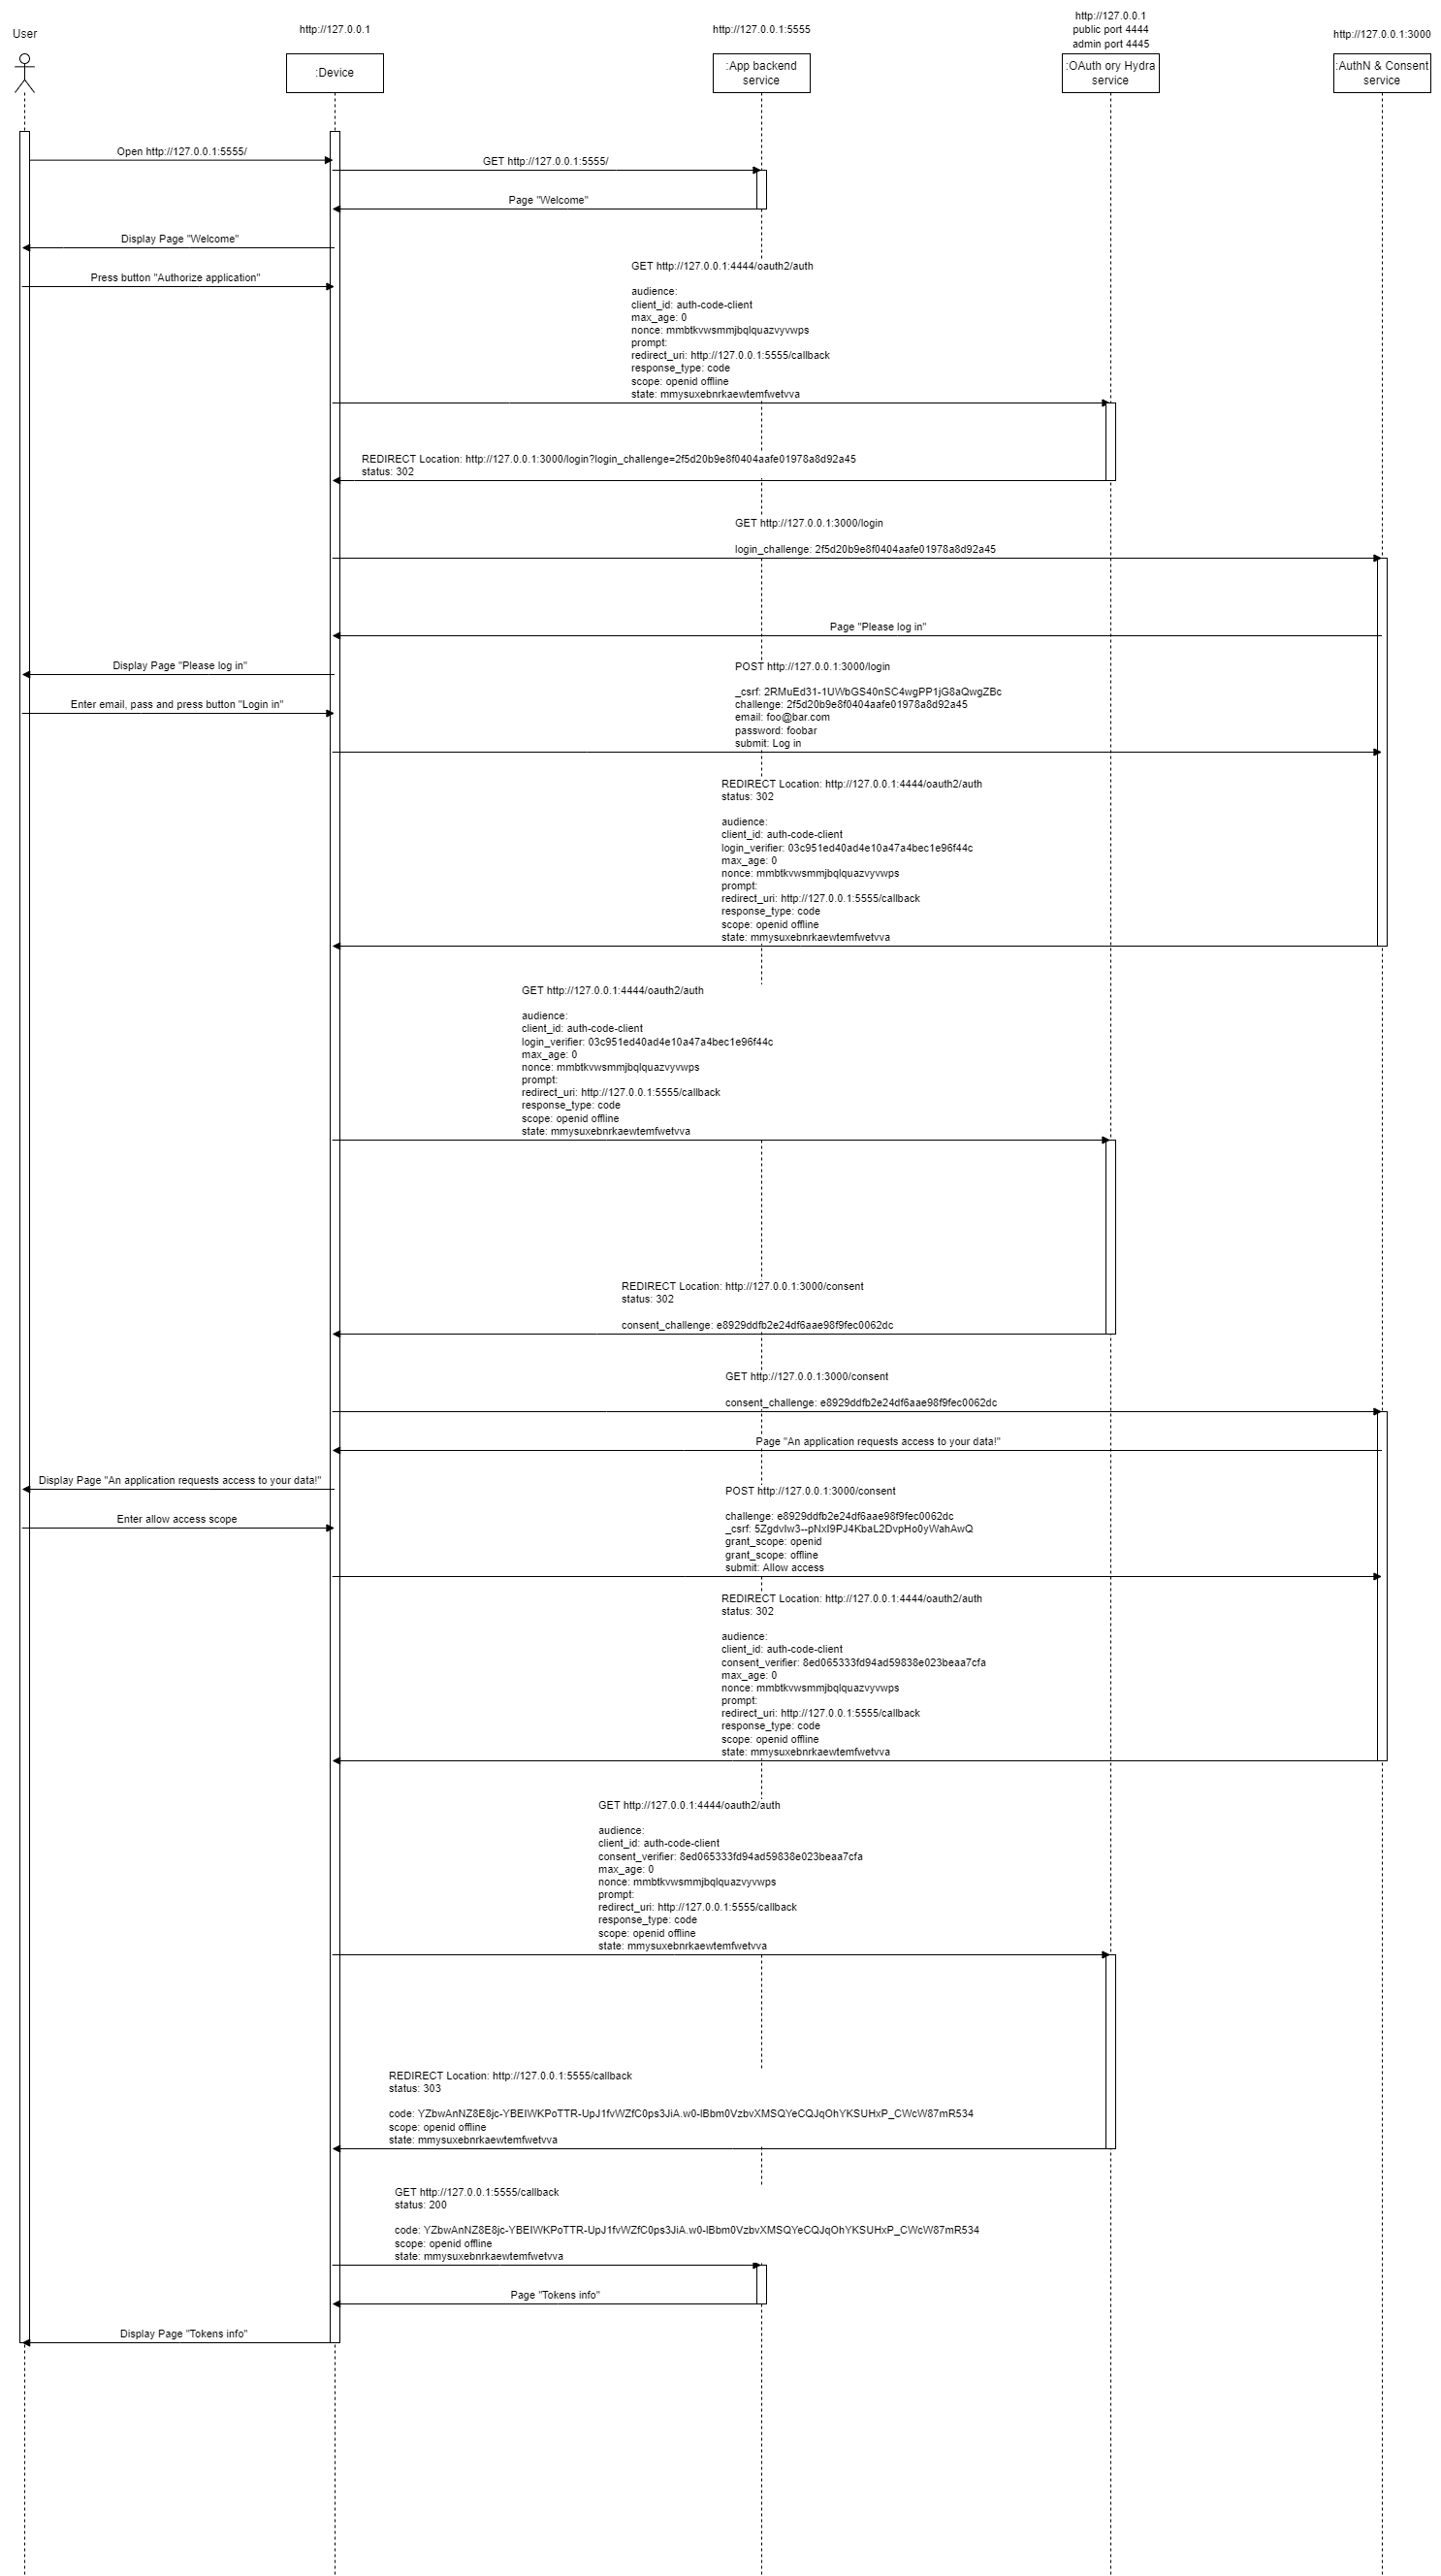 User
http://127.0.0.1
http://127.0.0.1:5555
http://127.0.0.1
public port 4444
admin port 4445
http://127.0.0.1:3000
:Device
:App backend
service
:OAuth ory Hydra
service
:AuthN & Consent
service
Open http://127.0.0.1:5555/
GET http://127.0.0.1:5555/
Page "Welcome"
Display Page "Welcome"
Press button "Authorize application"
GET http://127.0.0.1:4444/oauth2/auth
audience:
client_id: auth-code-client
max_age: 0
nonce: mmbtkvwsmmjbqlquazvyvwps
prompt:
redirect_uri: http://127.0.0.1:5555/callback
response_type: code
scope: openid offline
state: mmysuxebnrkaewtemfwetvva
REDIRECT Location: http://127.0.0.1:3000/login?login_challenge=2f5d20b9e8f0404aafe01978a8d92a45
status: 302
GET http://127.0.0.1:3000/login
login_challenge: 2f5d20b9e8f0404aafe01978a8d92a45
Page "Please log in"
Display Page "Please log in"
Enter email, pass and press button "Login in"
POST http://127.0.0.1:3000/login
_csrf: 2RMuEd31-1UWbGS40nSC4wgPP1jG8aQwgZBc
challenge: 2f5d20b9e8f0404aafe01978a8d92a45
email: foo@bar.com
password: foobar
submit: Log in
REDIRECT Location: http://127.0.0.1:4444/oauth2/auth
status: 302
audience:
client_id: auth-code-client
login_verifier: 03c951ed40ad4e10a47a4bec1e96f44c
max_age: 0
nonce: mmbtkvwsmmjbqlquazvyvwps
prompt:
redirect_uri: http://127.0.0.1:5555/callback
response_type: code
scope: openid offline
state: mmysuxebnrkaewtemfwetvva
GET http://127.0.0.1:4444/oauth2/auth
audience:
client_id: auth-code-client
login_verifier: 03c951ed40ad4e10a47a4bec1e96f44c
max_age: 0
nonce: mmbtkvwsmmjbqlquazvyvwps
prompt:
redirect_uri: http://127.0.0.1:5555/callback
response_type: code
scope: openid offline
state: mmysuxebnrkaewtemfwetvva
REDIRECT Location: http://127.0.0.1:3000/consent
status: 302
consent_challenge: e8929ddfb2e24df6aae98f9fec0062dc
GET http://127.0.0.1:3000/consent
consent_challenge: e8929ddfb2e24df6aae98f9fec0062dc
Page "An application requests access to your data!"
Display Page "An application requests access to your data!"
Enter allow access scope
POST http://127.0.0.1:3000/consent
challenge: e8929ddfb2e24df6aae98f9fec0062dc
_csrf: 5Zgdvlw3--pNxI9PJ4KbaL2DvpHo0yWahAwQ
grant_scope: openid
grant_scope: offline
submit: Allow access
REDIRECT Location: http://127.0.0.1:4444/oauth2/auth
status: 302
audience:
client_id: auth-code-client
consent_verifier: 8ed065333fd94ad59838e023beaa7cfa
max_age: 0
nonce: mmbtkvwsmmjbqlquazvyvwps
prompt:
redirect_uri: http://127.0.0.1:5555/callback
response_type: code
scope: openid offline
state: mmysuxebnrkaewtemfwetvva
GET http://127.0.0.1:4444/oauth2/auth
audience:
client_id: auth-code-client
consent_verifier: 8ed065333fd94ad59838e023beaa7cfa
max_age: 0
nonce: mmbtkvwsmmjbqlquazvyvwps
prompt:
redirect_uri: http://127.0.0.1:5555/callback
response_type: code
scope: openid offline
state: mmysuxebnrkaewtemfwetvva
REDIRECT Location: http://127.0.0.1:5555/callback
status: 303
code: YZbwAnNZ8E8jc-YBEIWKPoTTR-UpJ1fvWZfC0ps3JiA.w0-lBbm0VzbvXMSQYeCQJqOhYKSUHxP_CWcW87mR534
scope: openid offline
state: mmysuxebnrkaewtemfwetvva
GET http://127.0.0.1:5555/callback
status: 200
code: YZbwAnNZ8E8jc-YBEIWKPoTTR-UpJ1fvWZfC0ps3JiA.w0-lBbm0VzbvXMSQYeCQJqOhYKSUHxP_CWcW87mR534
scope: openid offline
state: mmysuxebnrkaewtemfwetvva
Page "Tokens info"
Display Page "Tokens info"